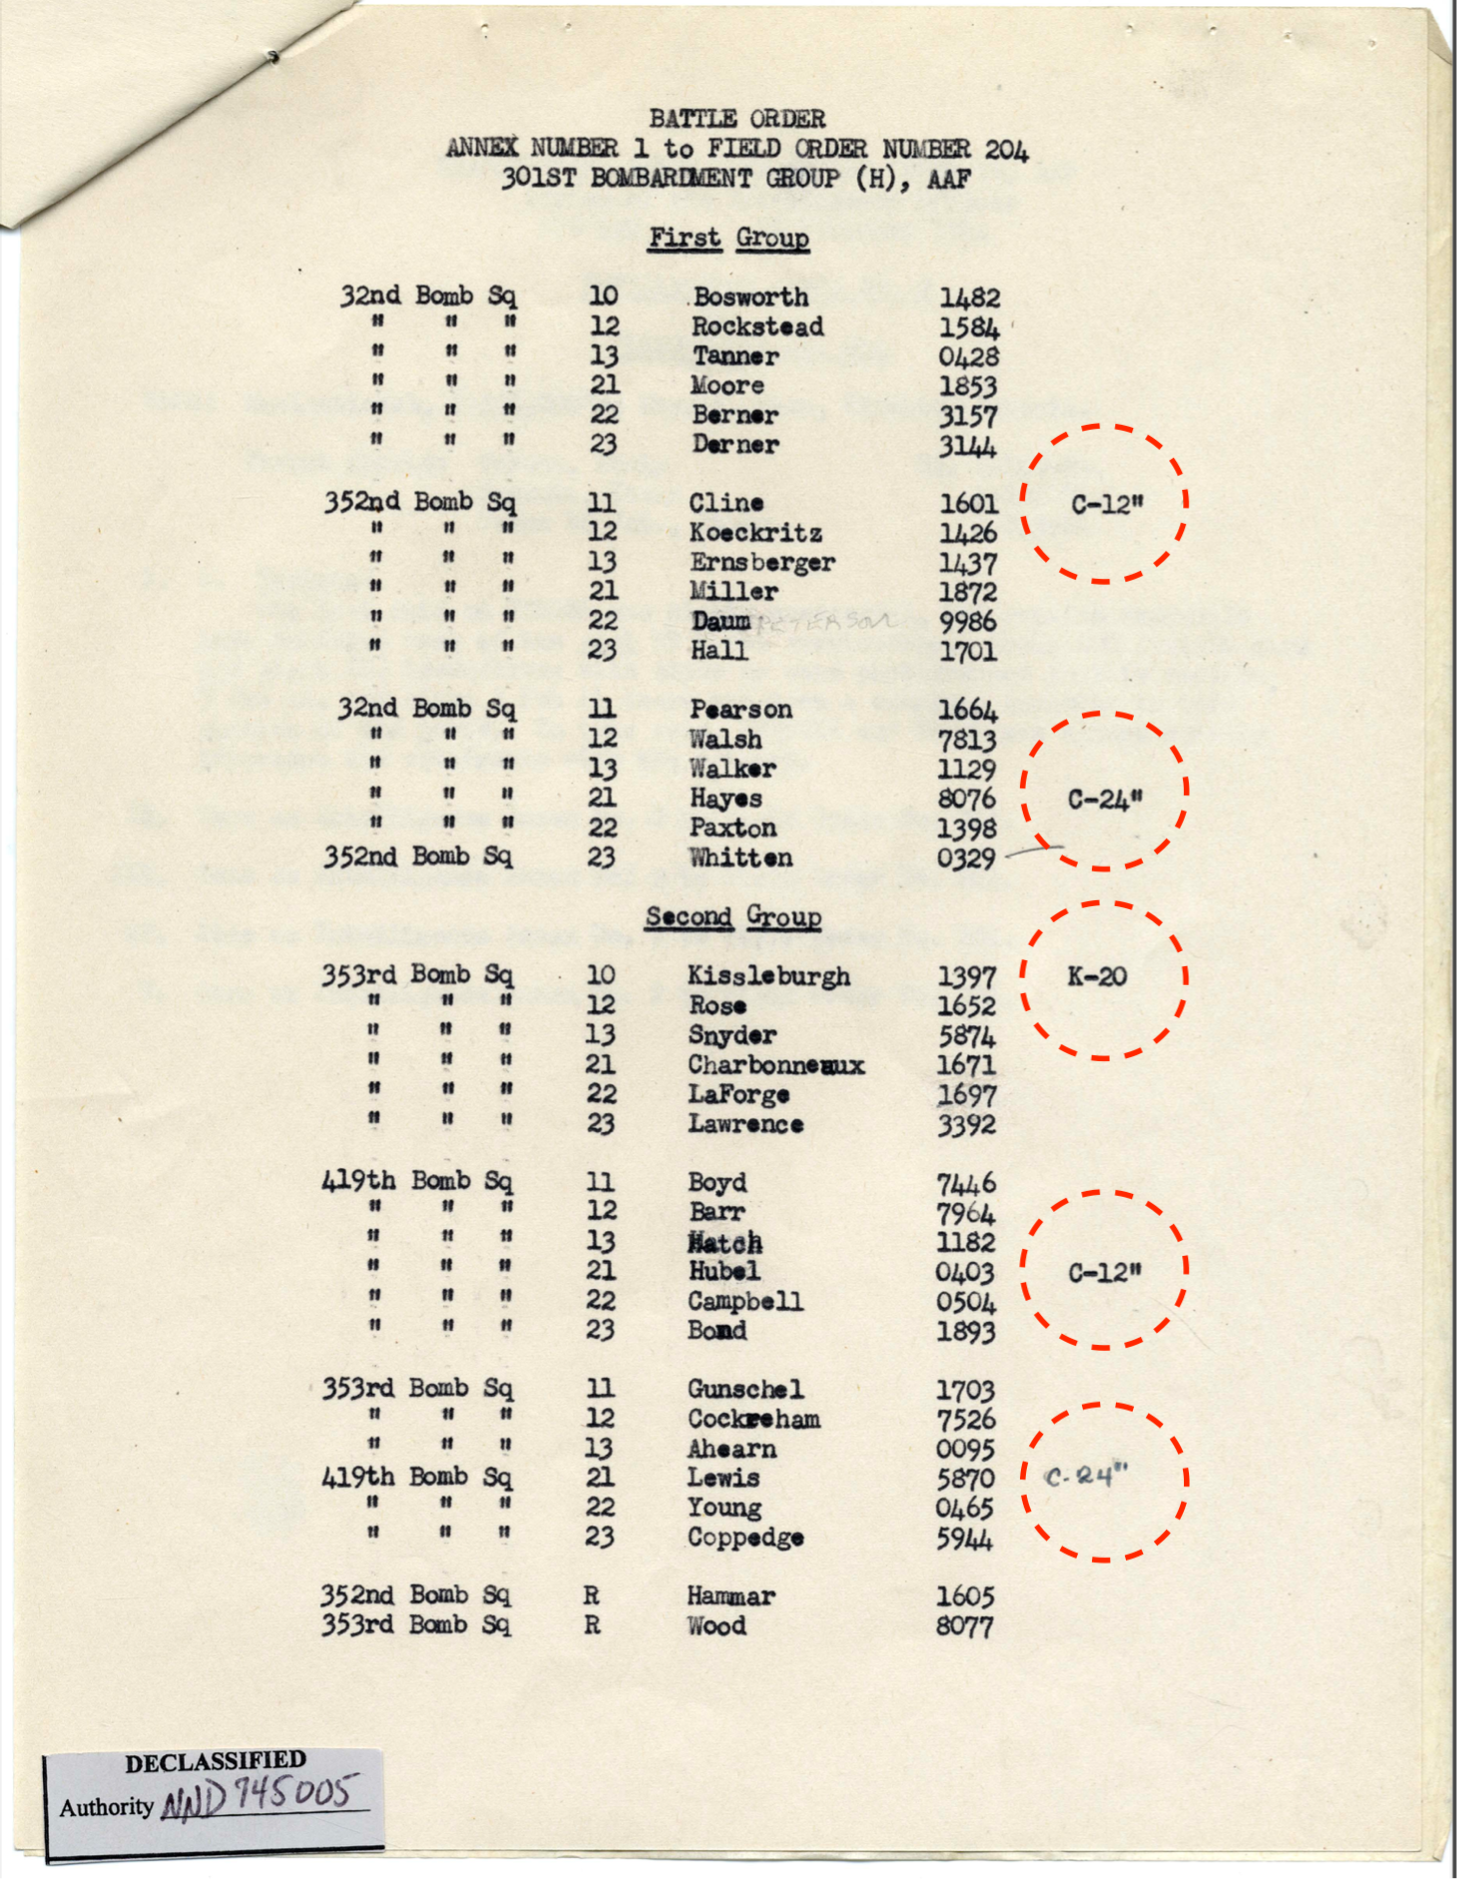 BATTLE ORDER
ANNEX NUMBER 1 to FIELD ORDER NUMBER 204
301ST BOMBARDMENT GROUP (H), AAF
First Group
32nd Bomb Sq 10 Bosworth 1482
" " " 12 Rockstead 1584
" " " 13 Tanner 0428
" " " 21 Moore 1853
" " " 22 Berner 3157
" " " 23 Derner 3144
352nd Bomb Sq 11 Cline 1601 C-12"
" " " 12 Koeckritz 1426
" " " 13 Ernsberger 1437
" " " 21 Miller 1872
" " " 22 Daum PETERSON 9986
" " " 23 Hall 1701
32nd Bomb Sq 11 Pearson 1664
" " " 12 Walsh 7813
" " " 13 Walker 1129
" " " 21 Hayes 8076 C-24"
" " " 22 Paxton 1398
352nd Bomb Sq 23 Whitten 0329
Second Group
353rd Bomb Sq 10 Kissleburgh 1397 K-20
" " " 12 Rose 1652
" " " 13 Snyder 5874
" " " 21 Charbonneaux 1671
" " " 22 LaForge 1697
" " " 23 Lawrence 3392
419th Bomb Sq 11 Boyd 7446
" " " 12 Barr 7964
" " " 13 Hatch 1182
" " " 21 Hubel 0403 C-12"
" " " 22 Campbell 0504
" " " 23 Bond 1893
353rd Bomb Sq 11 Gunschel 1703
" " " 12 Cockreham 7526
" " " 13 Ahearn 0095
419th Bomb Sq 21 Lewis 5870 C-24"
" " " 22 Young 0465
" " " 23 Coppedge 5944
352nd Bomb Sq R Hammar 1605
353rd Bomb Sq R Wood 8077
DECLASSIFIED
Authority NND 745005